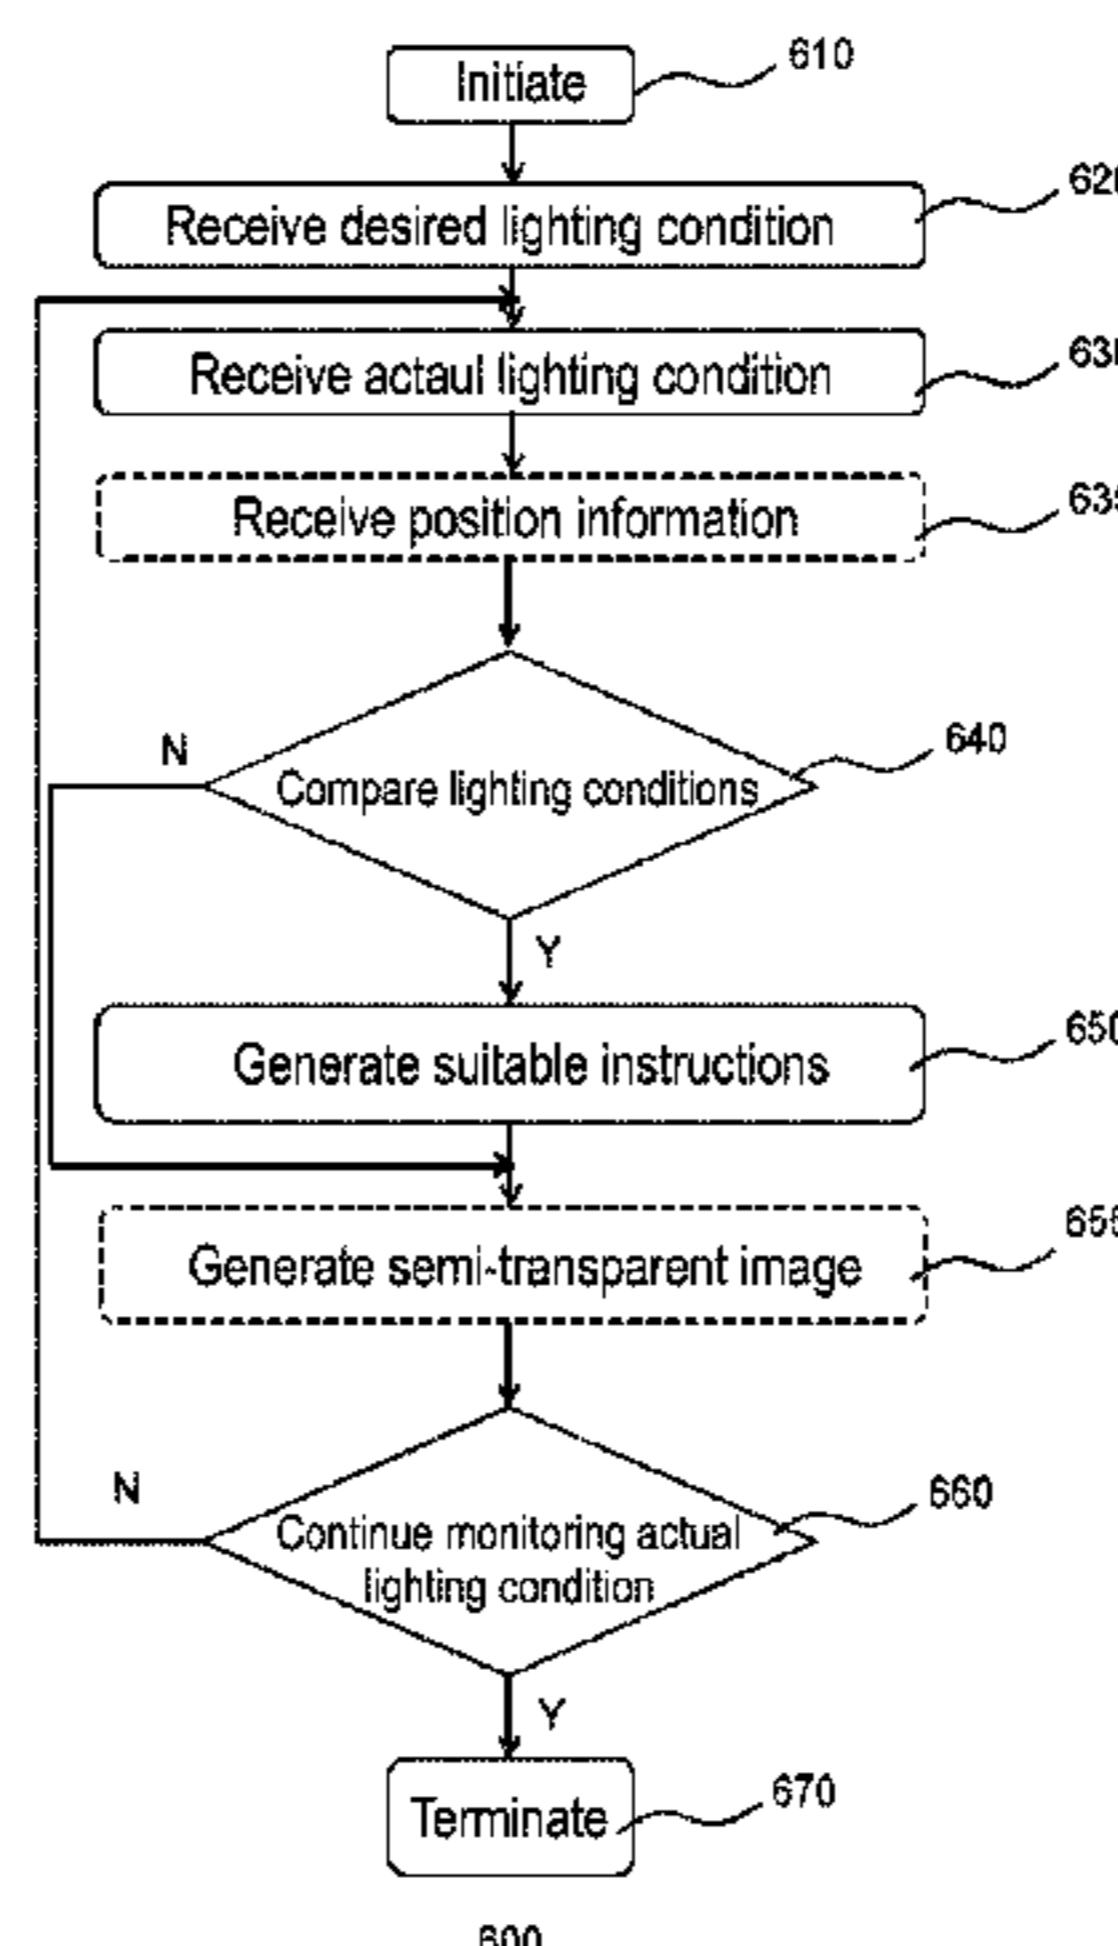 Initiate
610
Receive desired lighting condition
Receive actaul lighting condition
Receive position information
N
Compare lighting conditions
640
Y
Generate suitable instructions
650
Generate semi-transparent image
N
Continue monitoring actual
lighting condition
660
Y
Terminate
670